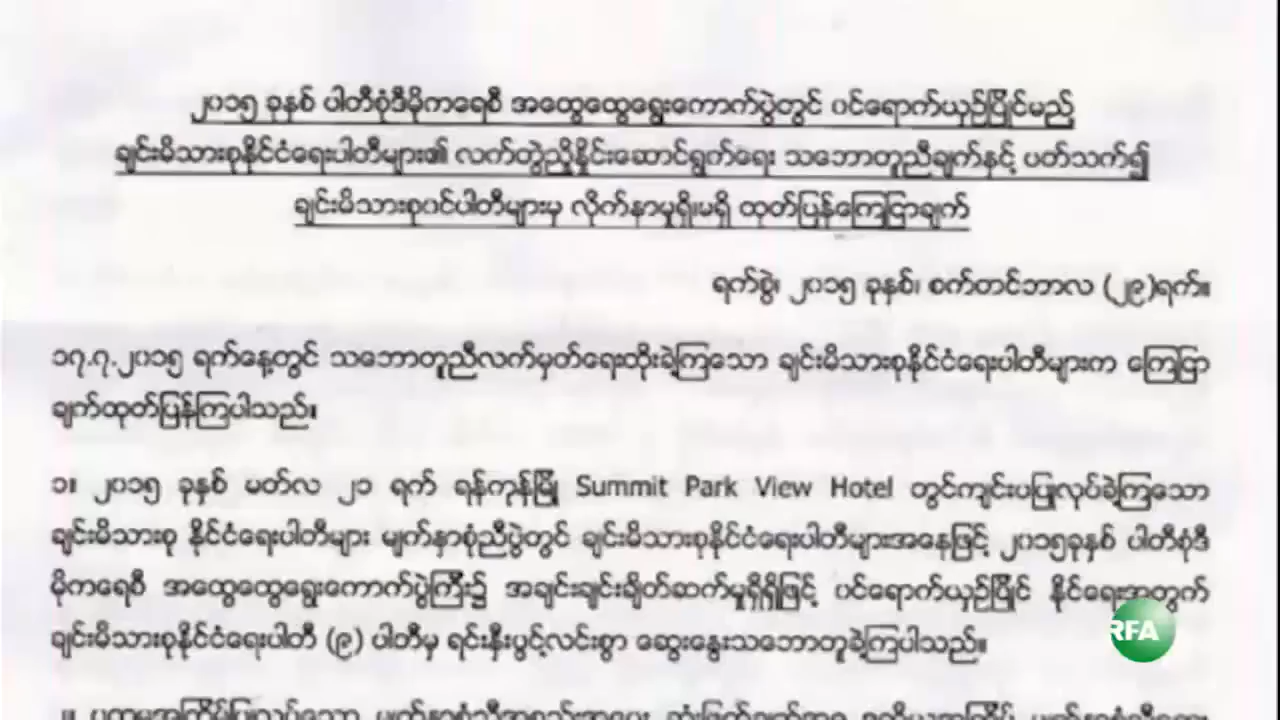 ၂၀၁၅ ခုနှစ် ပါတီစုံဒီမိုကရေစီ အထွေထွေရွေးကောက်ပွဲတွင် ဝင်ရောက်ယှဉ်ပြိုင်မည်
ချင်းမိသားစုနိုင်ငံရေးပါတီများ၏ လက်တွဲညှိနှိုင်းဆောင်ရွက်ရေး သဘောတူညီချက်နှင့် ပတ်သက်၍
ချင်းမိသားစုဝင်ပါတီများမှ လိုက်နာမှုရှိ၊မရှိ ထုတ်ပြန်ကြေငြာချက်
ရက်စွဲ၊ ၂၀၁၅ ခုနှစ်၊ စက်တင်ဘာလ (၂၉)ရက်။
၁၇.၇.၂၀၁၅ ရက်နေ့တွင် သဘောတူညီလက်မှတ်ရေးထိုးခဲ့ကြသော ချင်းမိသားစုနိုင်ငံရေးပါတီများက ကြေငြာ
ချက်ထုတ်ပြန်ကြပါသည်။
၁။ ၂၀၁၅ ခုနှစ် မတ်လ ၂၁ ရက် ရန်ကုန်မြို့ Summit Park View Hotel တွင်ကျင်းပပြုလုပ်ခဲ့ကြသော
ချင်းမိသားစု နိုင်ငံရေးပါတီများ မျက်နှာစုံညီပွဲတွင် ချင်းမိသားစုနိုင်ငံရေးပါတီများအနေဖြင့် ၂၀၁၅ခုနှစ် ပါတီစုံဒီ
မိုကရေစီ အထွေထွေရွေးကောက်ပွဲကြီး၌ အချင်းချင်းချိတ်ဆက်မှုရှိရှိဖြင့် ဝင်ရောက်ယှဉ်ပြိုင် နိုင်ရေးအတွက်
ချင်းမိသားစုနိုင်ငံရေးပါတီ (၉) ပါတီမှ ရင်းနှီးပွင့်လင်းစွာ ဆွေးနွေးသဘောတူခဲ့ကြပါသည်။
RFA